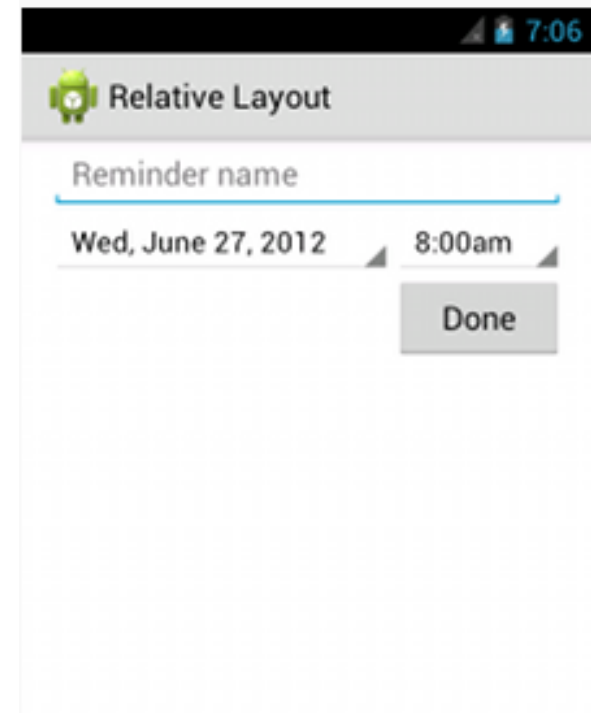 7:06
Relative Layout
Reminder name
Wed, June 27, 2012 8:00am
Done